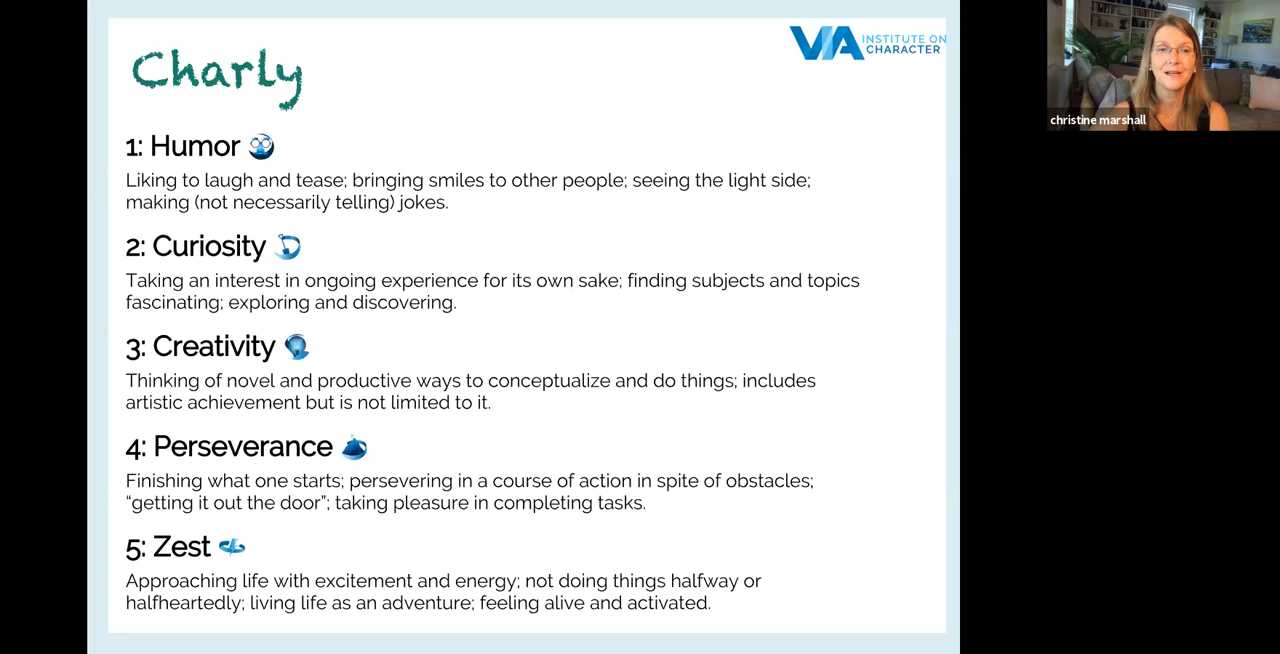 Charly
VIA INSTITUTE ON
CHARACTER
1: Humor
Liking to laugh and tease; bringing smiles to other people; seeing the light side;
making (not necessarily telling) jokes.
2: Curiosity
Taking an interest in ongoing experience for its own sake; finding subjects and topics
fascinating; exploring and discovering.
3: Creativity
Thinking of novel and productive ways to conceptualize and do things; includes
artistic achievement but is not limited to it.
4: Perseverance
Finishing what one starts; persevering in a course of action in spite of obstacles;
“getting it out the door”; taking pleasure in completing tasks.
5: Zest
Approaching life with excitement and energy; not doing things halfway or
halfheartedly; living life as an adventure; feeling alive and activated.
christine marshall